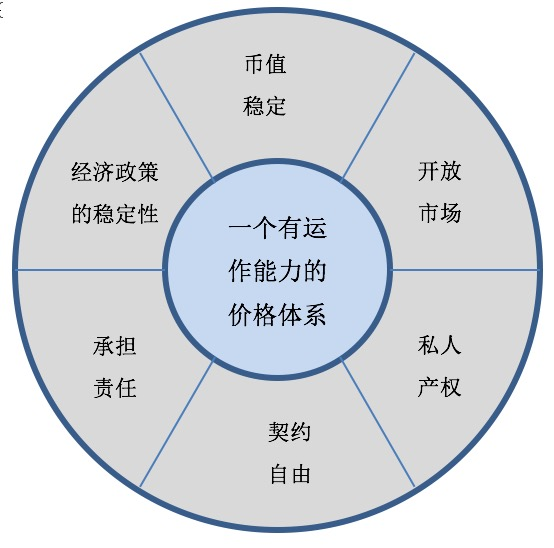 币值
稳定
开放
市场
私人
产权
契约
自由
承担
责任
经济政策
的稳定性
一个有运
作能力的
价格体系